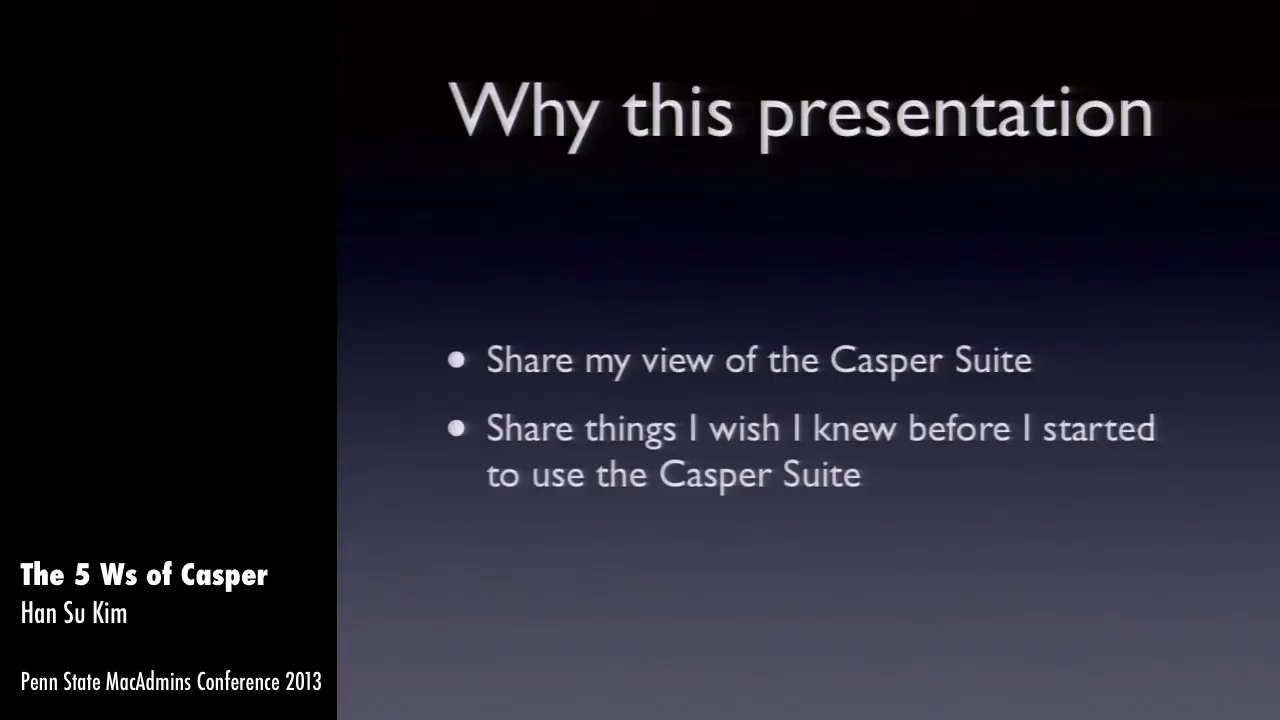 Why this presentation
• Share my view of the Casper Suite
• Share things I wish I knew before I started
to use the Casper Suite
The 5 Ws of Casper
Han Su Kim
Penn State MacAdmins Conference 2013